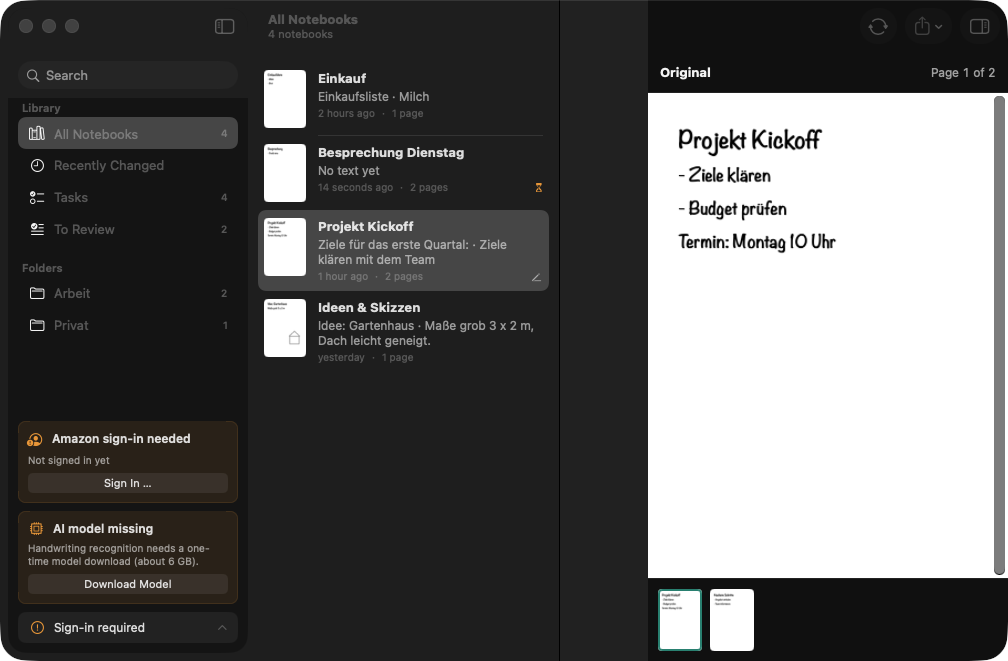 All Notebooks
4 notebooks
Search
Library
All Notebooks 4
Recently Changed
Tasks 4
To Review 2
Folders
Arbeit 2
Privat 1
Amazon sign-in needed
Not signed in yet
Sign In ...
AI model missing
Handwriting recognition needs a one-
time model download (about 6 GB).
Download Model
Sign-in required
Einkauf
Einkaufsliste · Milch
2 hours ago · 1 page
Besprechung Dienstag
No text yet
14 seconds ago · 2 pages
Projekt Kickoff
Ziele für das erste Quartal: · Ziele
klären mit dem Team
1 hour ago · 2 pages
Ideen & Skizzen
Idee: Gartenhaus · Maße grob 3 x 2 m,
Dach leicht geneigt.
yesterday · 1 page
Original
Page 1 of 2
Projekt Kickoff
- Ziele klären
- Budget prüfen
Termin: Montag 10 Uhr